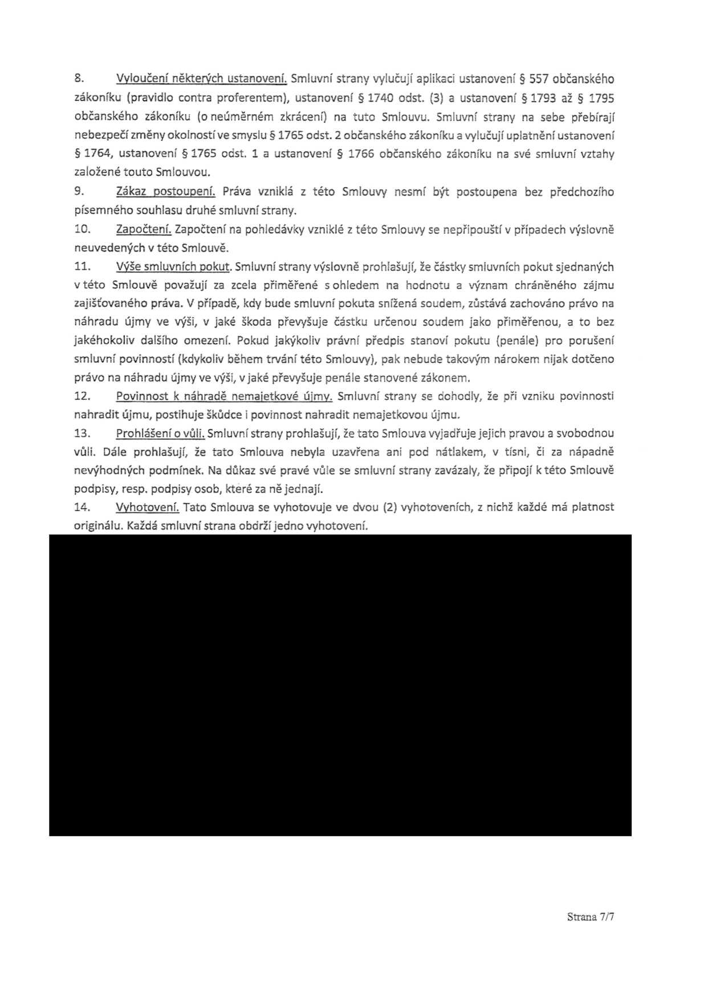 8. Vyloučení některých ustanovení. Smluvní strany vylučují aplikaci ustanovení § 557 občanského
zákoníku (pravidlo contra proferentem), ustanovení § 1740 odst. (3) a ustanovení § 1793 až § 1795
občanského zákoníku (o neúměrném zkrácení) na tuto Smlouvu. Smluvní strany na sebe přebírají
nebezpečí změny okolností ve smyslu § 1765 odst. 2 občanského zákoníku a vylučují uplatnění ustanovení
§ 1764, ustanovení § 1765 odst. 1 a ustanovení § 1766 občanského zákoníku na své smluvní vztahy
založené touto Smlouvou.
9. Zákaz postoupení. Práva vzniklá z této Smlouvy nesmí být postoupena bez předchozího
písemného souhlasu druhé smluvní strany.
10. Započtení. Započtení na pohledávky vzniklé z této Smlouvy se nepřipouští v případech výslovně
neuvedených v této Smlouvě.
11. Výše smluvních pokut. Smluvní strany výslovně prohlašují, že částky smluvních pokut sjednaných
v této Smlouvě považují za zcela přiměřené s ohledem na hodnotu a význam chráněného zájmu
zajišťovaného práva. V případě, kdy bude smluvní pokuta snížená soudem, zůstává zachováno právo na
náhradu újmy ve výši, v jaké škoda převyšuje částku určenou soudem jako přiměřenou, a to bez
jakéhokoliv dalšího omezení. Pokud jakýkoliv právní předpis stanoví pokutu (penále) pro porušení
smluvní povinností (kdykoliv během trvání této Smlouvy), pak nebude takovým nárokem nijak dotčeno
právo na náhradu újmy ve výši, v jaké převyšuje penále stanovené zákonem.
12. Povinnost k náhradě nemajetkové újmy. Smluvní strany se dohodly, že při vzniku povinnosti
nahradit újmu, postihuje škůdce i povinnost nahradit nemajetkovou újmu.
13. Prohlášení o vůli. Smluvní strany prohlašují, že tato Smlouva vyjadřuje jejich pravou a svobodnou
vůli. Dále prohlašují, že tato Smlouva nebyla uzavřena ani pod nátlakem, v tísni, či za nápadně
nevýhodných podmínek. Na důkaz své pravé vůle se smluvní strany zavázaly, že připojí k této Smlouvě
podpisy, resp. podpisy osob, které za ně jednají.
14. Vyhotovení. Tato Smlouva se vyhotovuje ve dvou (2) vyhotoveních, z nichž každé má platnost
originálu. Každá smluvní strana obdrží jedno vyhotovení.
Strana 7/7